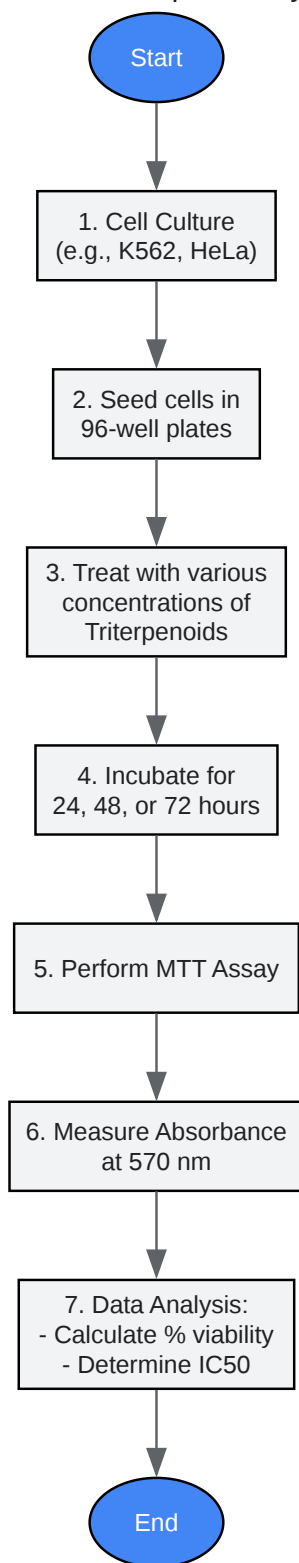 Start
1. Cell Culture
(e.g., K562, HeLa)
2. Seed cells in
96-well plates
3. Treat with various
concentrations of
Triterpenoids
4. Incubate for
24, 48, or 72 hours
5. Perform MTT Assay
6. Measure Absorbance
at 570 nm
7. Data Analysis:
- Calculate % viability
- Determine IC50
End